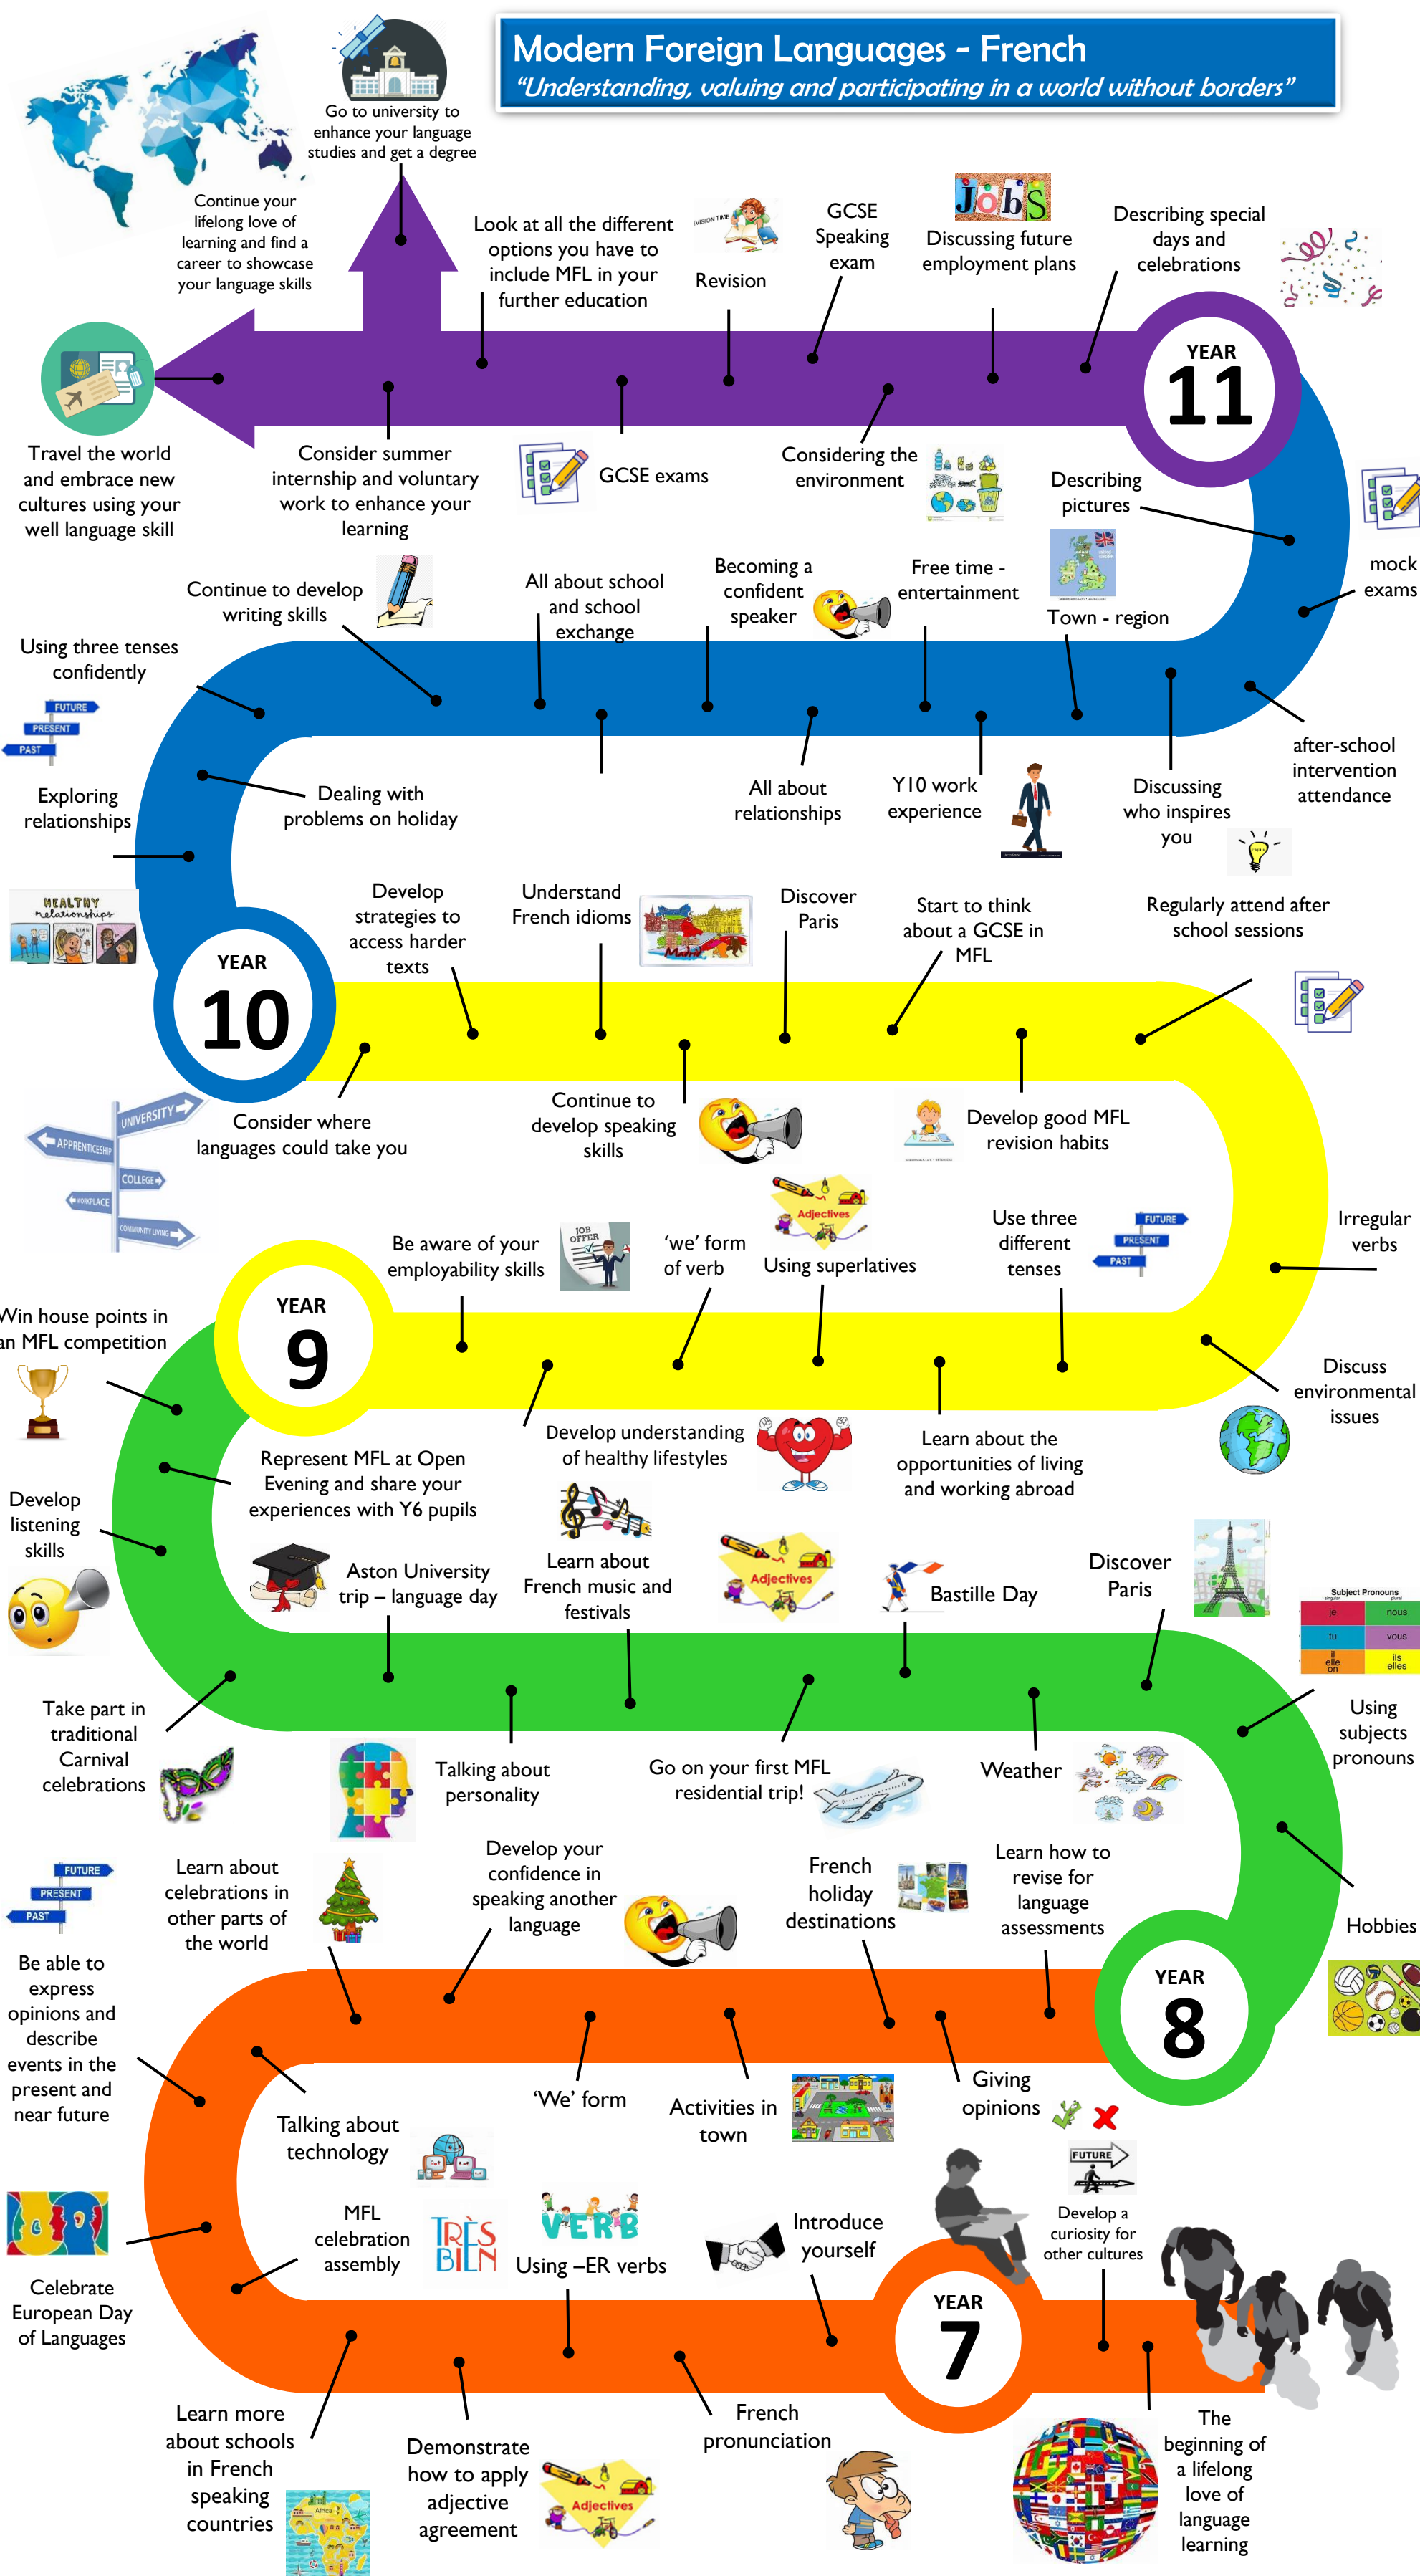 Modern Foreign Languages - French
“Understanding, valuing and participating in a world without borders”
Go to university to
enhance your language
studies and get a degree
Continue your
lifelong love of
learning and find a
career to showcase
your language skills
Look at all the different
options you have to
include MFL in your
further education
Revision
GCSE
Speaking
exam
JobS
Discussing future
employment plans
Describing special
days and
celebrations
YEAR
11
Travel the world
and embrace new
cultures using your
well language skill
Consider summer
internship and voluntary
work to enhance your
learning
GCSE exams
Considering the
environment
Describing
pictures
mock
exams
Continue to develop
writing skills
All about school
and school
exchange
Becoming a
confident
speaker
Free time -
entertainment
Town - region
Using three tenses
confidently
FUTURE
PRESENT
PAST
Exploring
relationships
Dealing with
problems on holiday
All about
relationships
Y10 work
experience
Discussing
who inspires
you
after-school
intervention
attendance
HEALTHY
relationships
Develop
strategies to
access harder
texts
Understand
French idioms
Madrid
Discover
Paris
Start to think
about a GCSE in
MFL
Regularly attend after
school sessions
YEAR
10
UNIVERSITY
APPRENTICESHIP
COLLEGE
WORKPLACE
COMMUNITY LIVING
Consider where
languages could take you
Continue to
develop speaking
skills
Develop good MFL
revision habits
Be aware of your
employability skills
JOB
OFFER
‘we’ form
of verb
Adjectives
Using superlatives
Use three
different
tenses
FUTURE
PRESENT
PAST
Irregular
verbs
YEAR
9
Win house points in
an MFL competition
Represent MFL at Open
Evening and share your
experiences with Y6 pupils
Develop understanding
of healthy lifestyles
Learn about the
opportunities of living
and working abroad
Discuss
environmental
issues
Develop
listening
skills
Aston University
trip – language day
Learn about
French music and
festivals
Adjectives
Bastille Day
Discover
Paris
Subject Pronouns
singular plural
je nous
tu vous
il
elle
on
ils
elles
Using
subjects
pronouns
Take part in
traditional
Carnival
celebrations
Talking about
personality
Go on your first MFL
residential trip!
Weather
Hobbies
FUTURE
PRESENT
PAST
Be able to
express
opinions and
describe
events in the
present and
near future
Learn about
celebrations in
other parts of
the world
Develop your
confidence in
speaking another
language
French
holiday
destinations
Learn how to
revise for
language
assessments
YEAR
8
Talking about
technology
‘We’ form
Activities in
town
Giving
opinions
FUTURE
Develop a
curiosity for
other cultures
Celebrate
European Day
of Languages
MFL
celebration
assembly
TRÈS
BIEN
VERB
Using –ER verbs
Introduce
yourself
YEAR
7
Learn more
about schools
in French
speaking
countries
Africa
Demonstrate
how to apply
adjective
agreement
Adjectives
French
pronunciation
The
beginning of
a lifelong
love of
language
learning